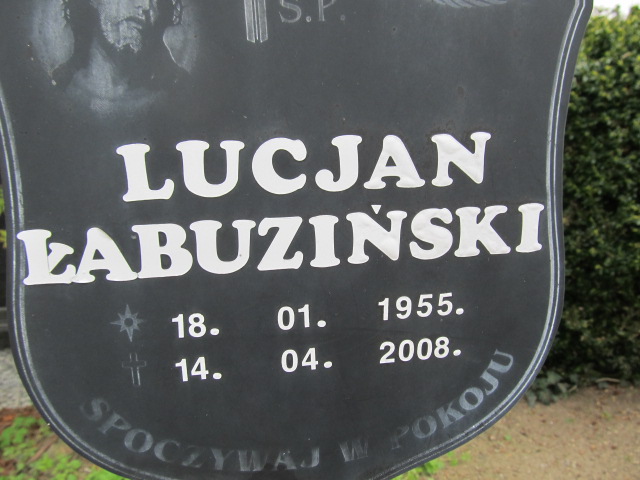 Ś.P.
LUCJAN
ŁABUZIŃSKI
18. 01. 1955.
14. 04. 2008.
SPOCZYWAJ W POKOJU